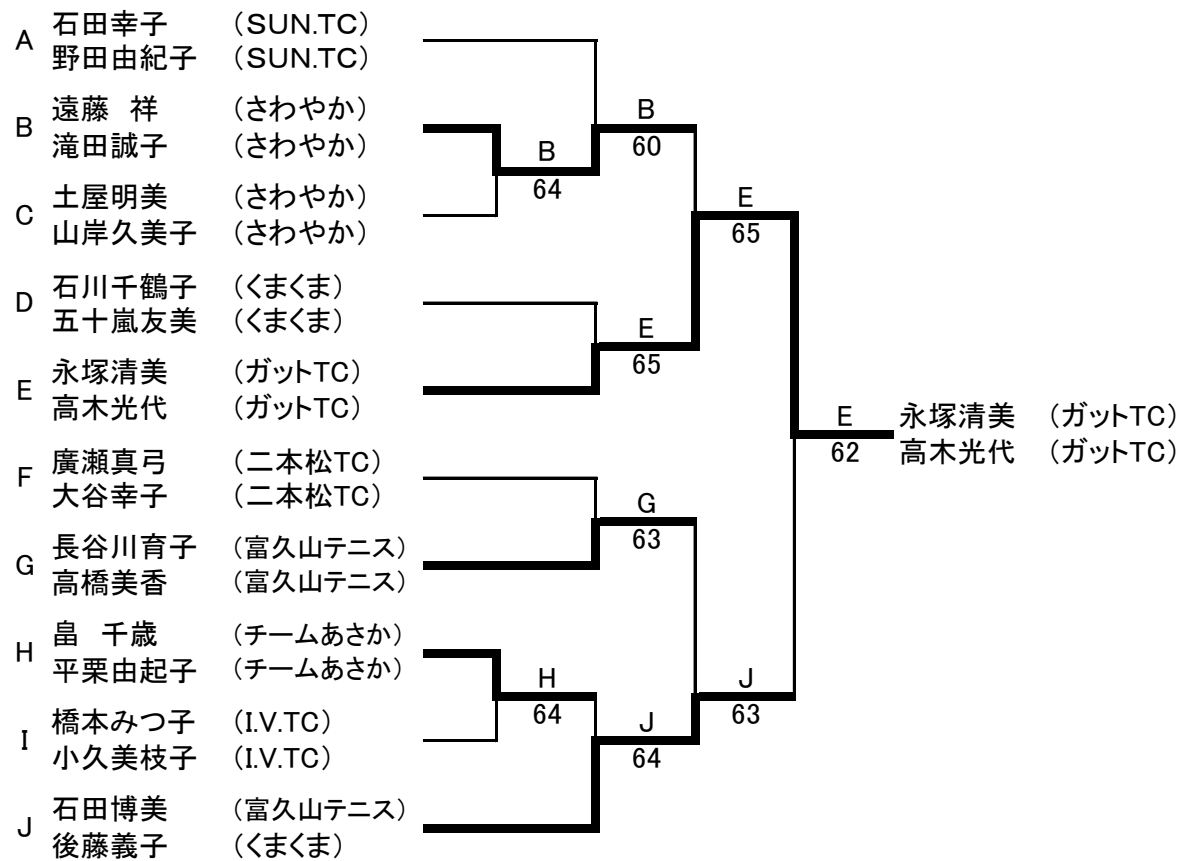 A 石田幸子 (SUN.TC)
野田由紀子 (SUN.TC)
B 遠藤 祥 (さわやか)
滝田誠子 (さわやか)
C 土屋明美 (さわやか)
山岸久美子 (さわやか)
D 石川千鶴子 (くまくま)
五十嵐友美 (くまくま)
E 永塚清美 (ガットTC)
高木光代 (ガットTC)
F 廣瀬真弓 (二本松TC)
大谷幸子 (二本松TC)
G 長谷川育子 (富久山テニス)
高橋美香 (富久山テニス)
H 畠 千歳 (チームあさか)
平栗由起子 (チームあさか)
I 橋本みつ子 (I.V.TC)
小久美枝子 (I.V.TC)
J 石田博美 (富久山テニス)
後藤義子 (くまくま)
B
64
H
64
B
60
E
65
G
63
J
64
E
65
J
63
E
62
永塚清美 (ガットTC)
高木光代 (ガットTC)